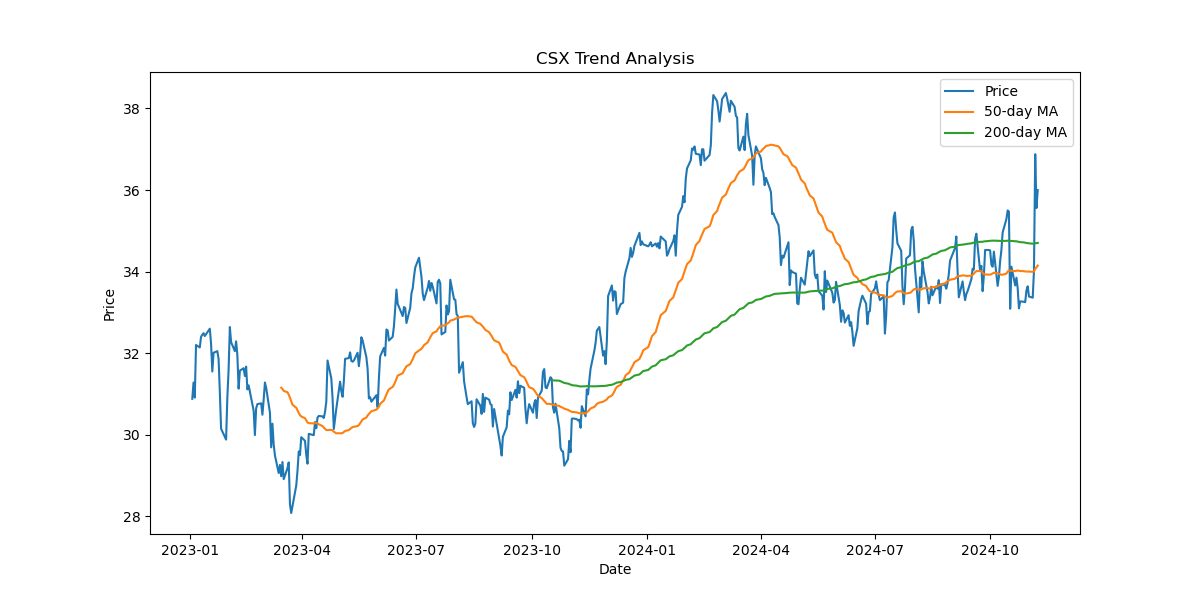 CSX Trend Analysis
Price
50-day MA
200-day MA
38
36
34
32
30
28
Price
2023-01
2023-04
2023-07
2023-10
2024-01
2024-04
2024-07
2024-10
Date